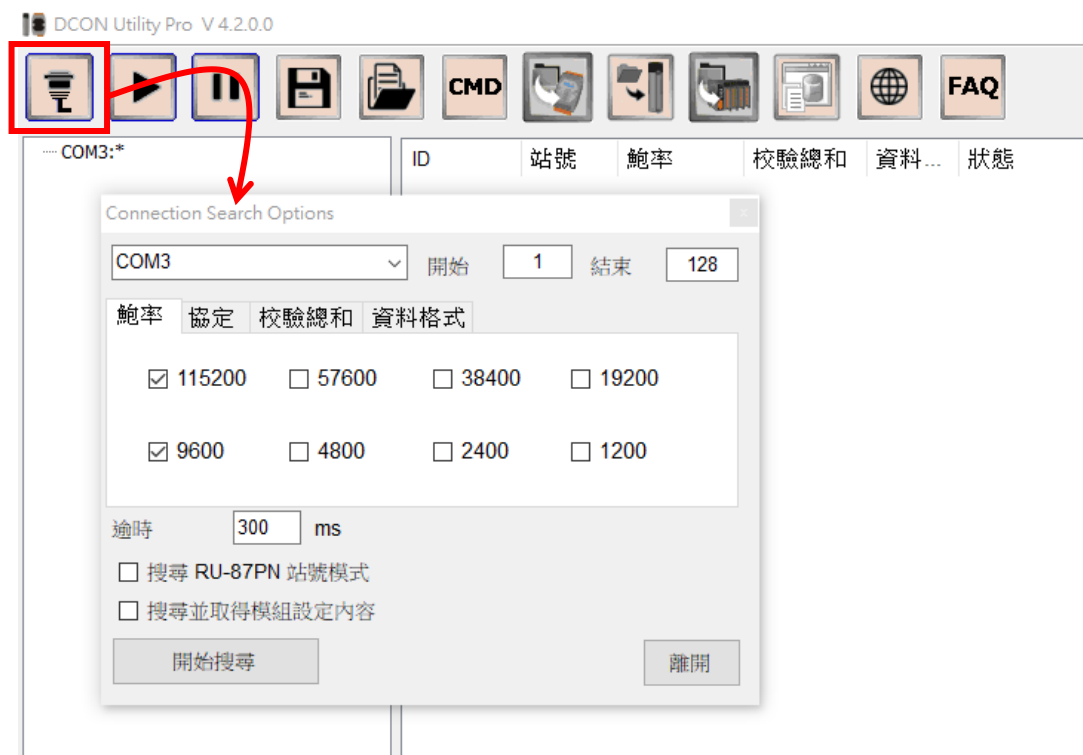 DCON Utility Pro V 4.2.0.0
CMD FAQ
COM3:*
ID 站號 鮑率 校驗總和 資料... 狀態
Connection Search Options
COM3 開始 1 結束 128
鮑率 協定 校驗總和 資料格式
115200 57600 38400 19200
9600 4800 2400 1200
逾時 300 ms
搜尋 RU-87PN 站號模式
搜尋並取得模組設定內容
開始搜尋 離開